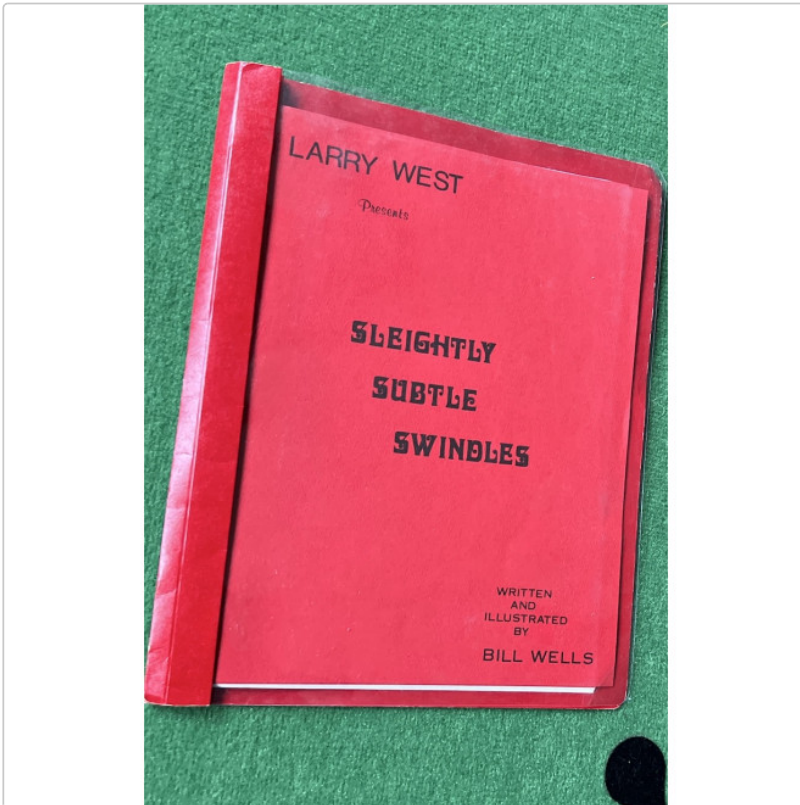 LARRY WEST
Presents
SLEIGHTLY
SUBTLE
SWINDLES
WRITTEN
AND
ILLUSTRATED
BY
BILL WELLS